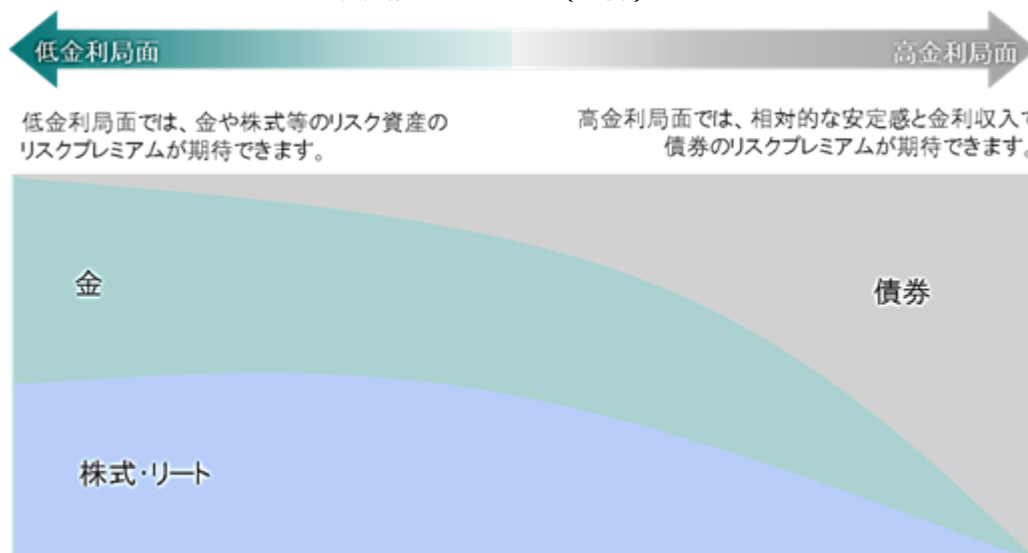 低金利局面
高金利局面
低金利局面では、金や株式等のリスク資産の
リスクプレミアムが期待できます。
高金利局面では、相対的な安定感と金利収入で
債券のリスクプレミアムが期待できます。
金
債券
株式・リート